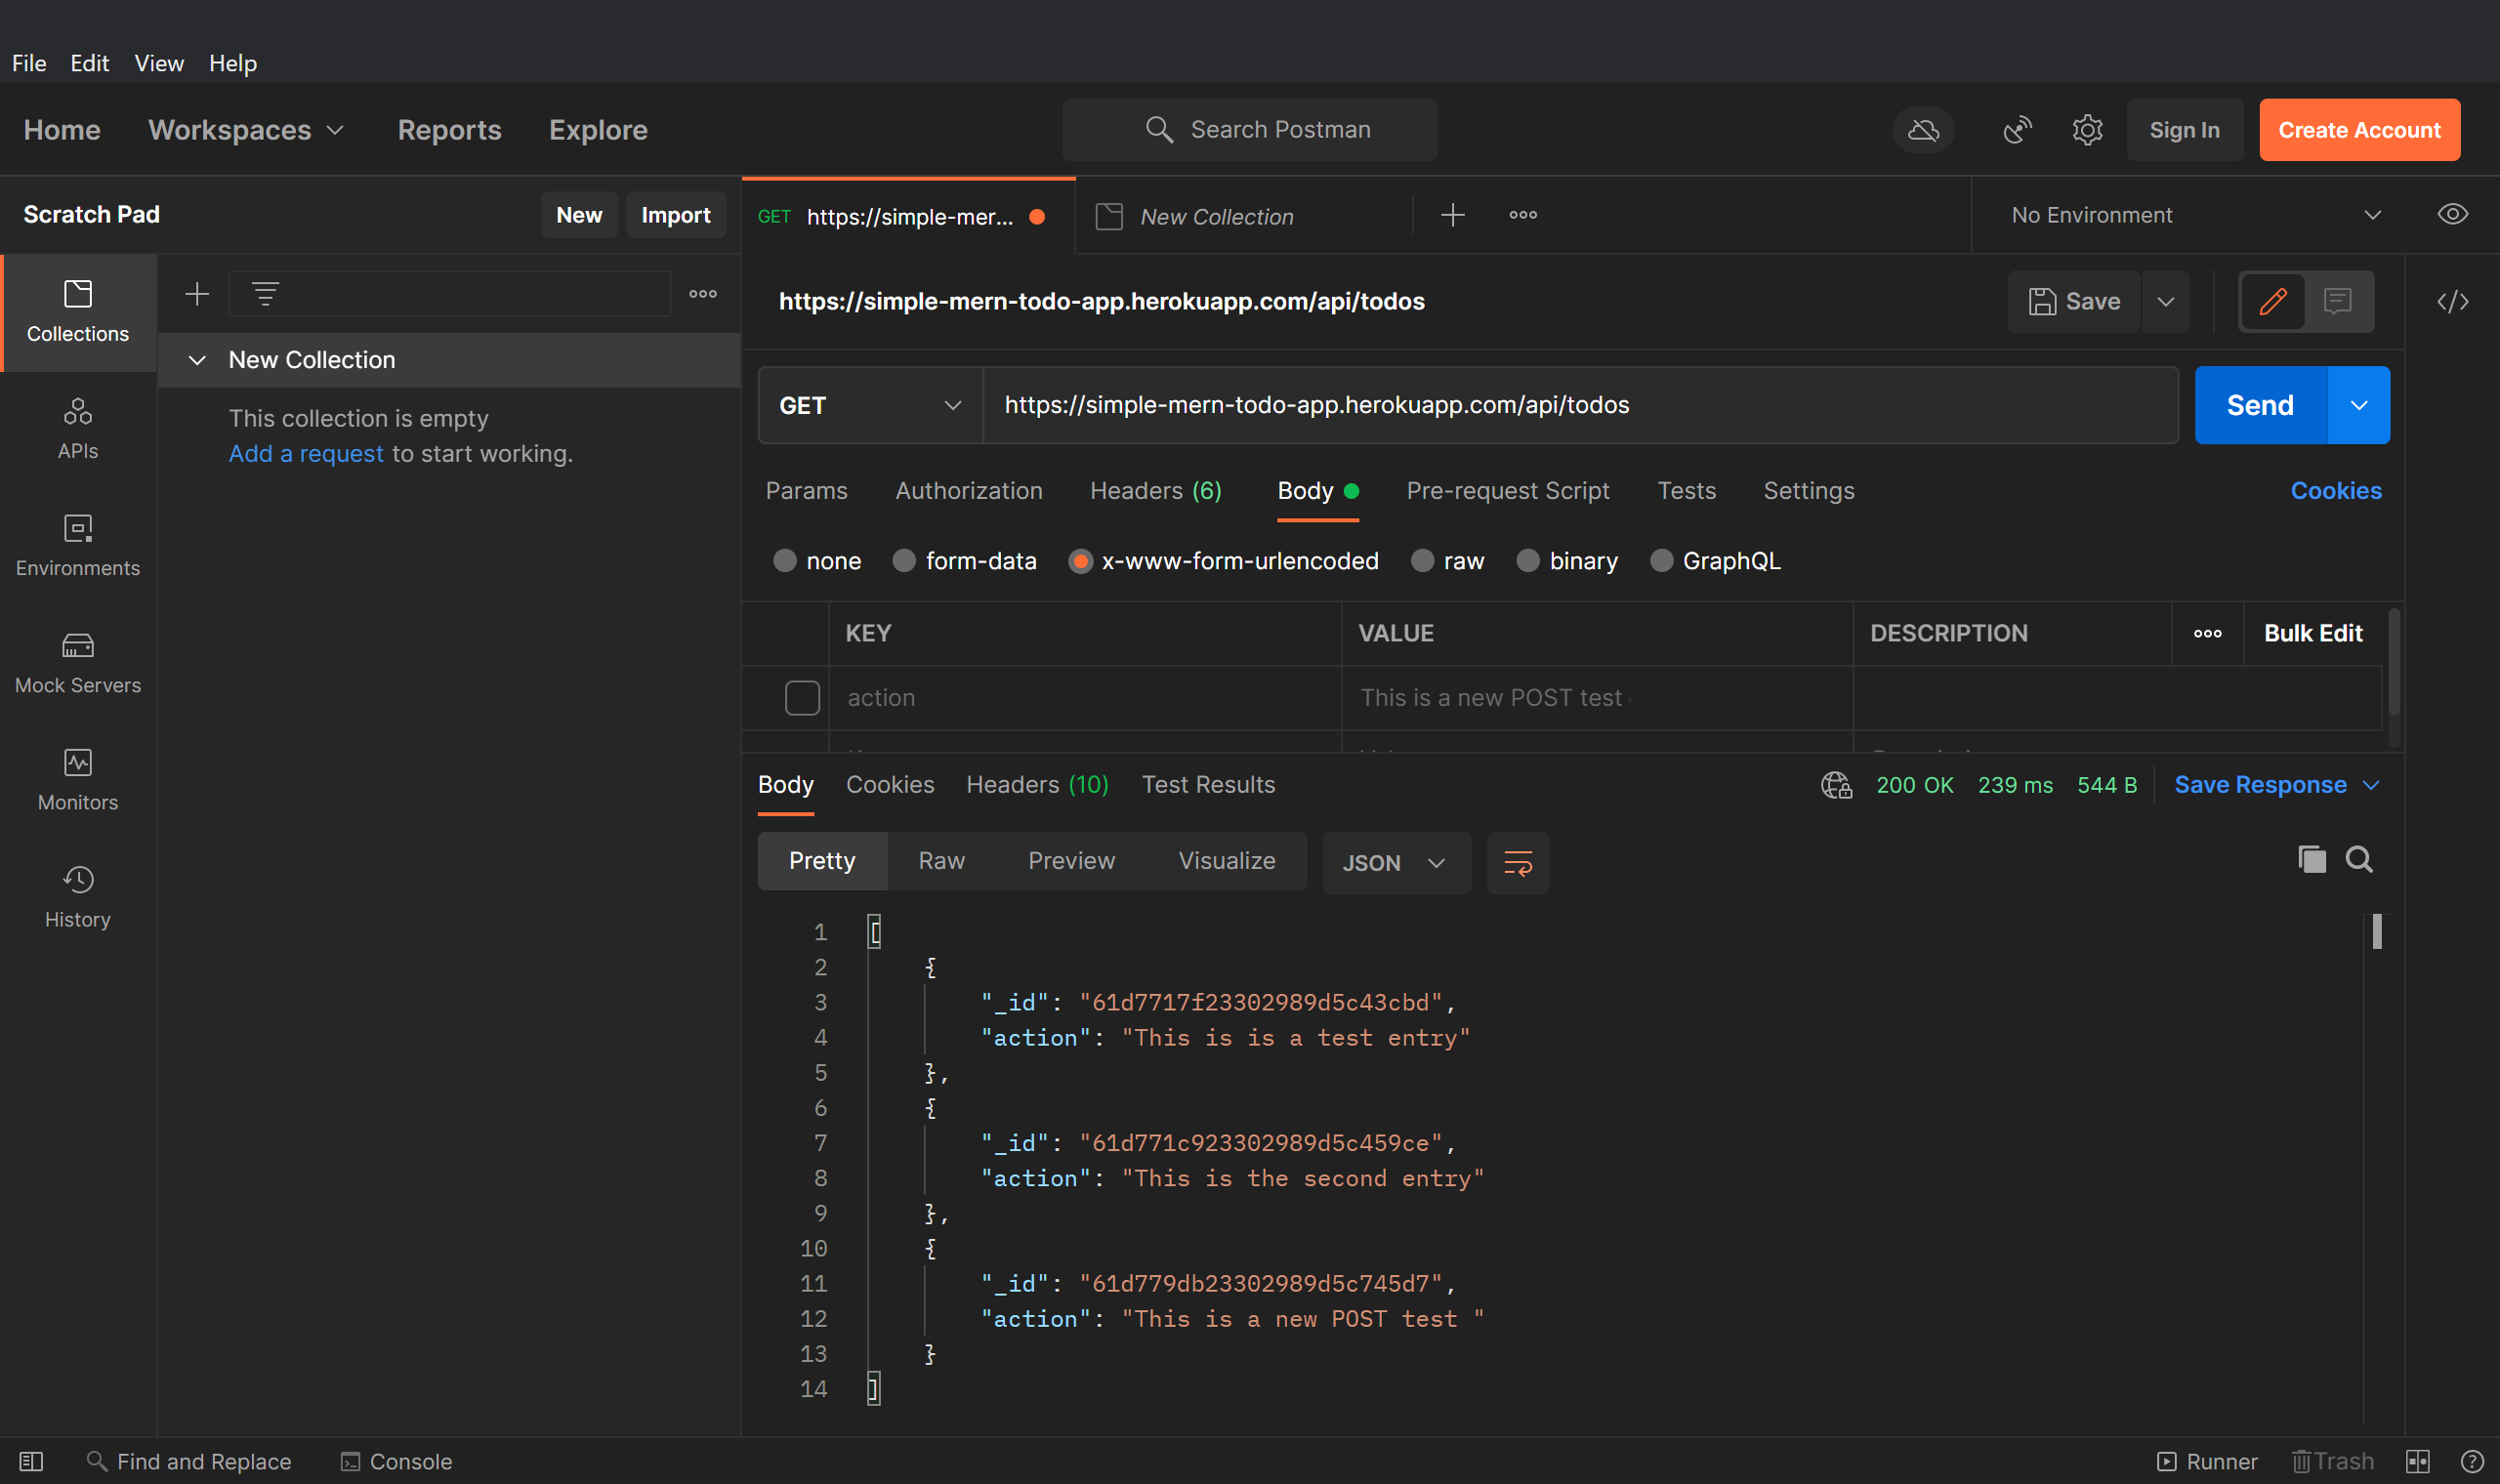 File Edit View Help
Home Workspaces Reports Explore Search Postman Sign In Create Account
Scratch Pad New Import
GET https://simple-mer... New Collection No Environment
Collections
APIs
Environments
Mock Servers
Monitors
History
New Collection
This collection is empty
Add a request to start working.
https://simple-mern-todo-app.herokuapp.com/api/todos Save
GET https://simple-mern-todo-app.herokuapp.com/api/todos Send
Params Authorization Headers (6) Body Pre-request Script Tests Settings Cookies
none form-data x-www-form-urlencoded raw binary GraphQL
KEY VALUE DESCRIPTION Bulk Edit
action This is a new POST test
Body Cookies Headers (10) Test Results 200 OK 239 ms 544 B Save Response
Pretty Raw Preview Visualize JSON
1 [
2 {
3 "_id": "61d7717f23302989d5c43cbd",
4 "action": "This is is a test entry"
5 },
6 {
7 "_id": "61d771c923302989d5c459ce",
8 "action": "This is the second entry"
9 },
10 {
11 "_id": "61d779db23302989d5c745d7",
12 "action": "This is a new POST test "
13 }
14 ]
Find and Replace Console Runner Trash